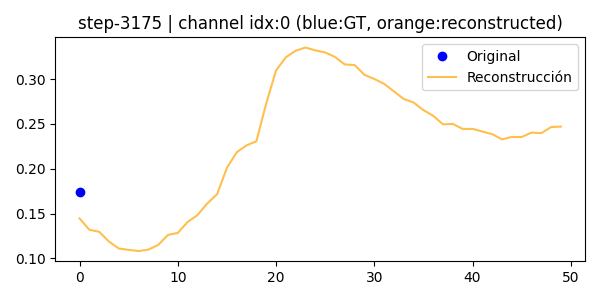 step-3175 | channel idx:0 (blue:GT, orange:reconstructed)
Original
Reconstrucción
0.30
0.25
0.20
0.15
0.10
0 10 20 30 40 50